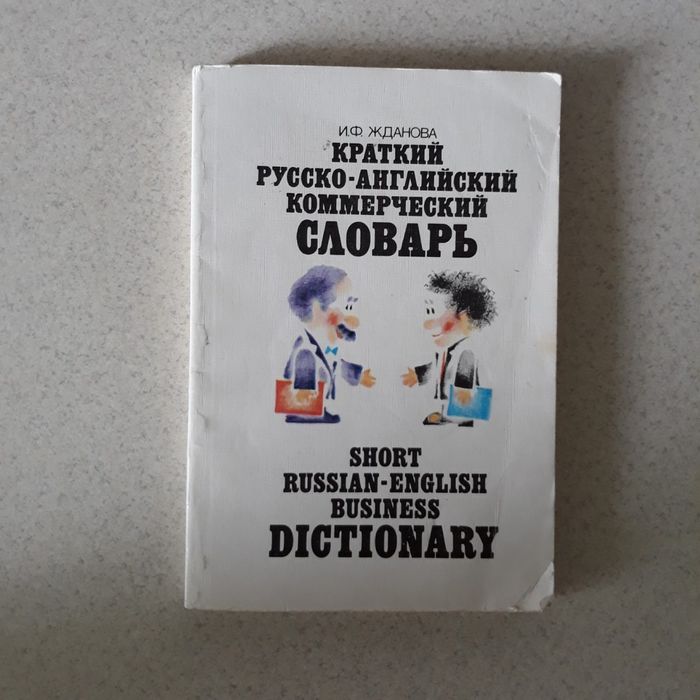 И.Ф. ЖДАНОВА
КРАТКИЙ
РУССКО-АНГЛИЙСКИЙ
КОММЕРЧЕСКИЙ
СЛОВАРЬ
SHORT
RUSSIAN-ENGLISH
BUSINESS
DICTIONARY